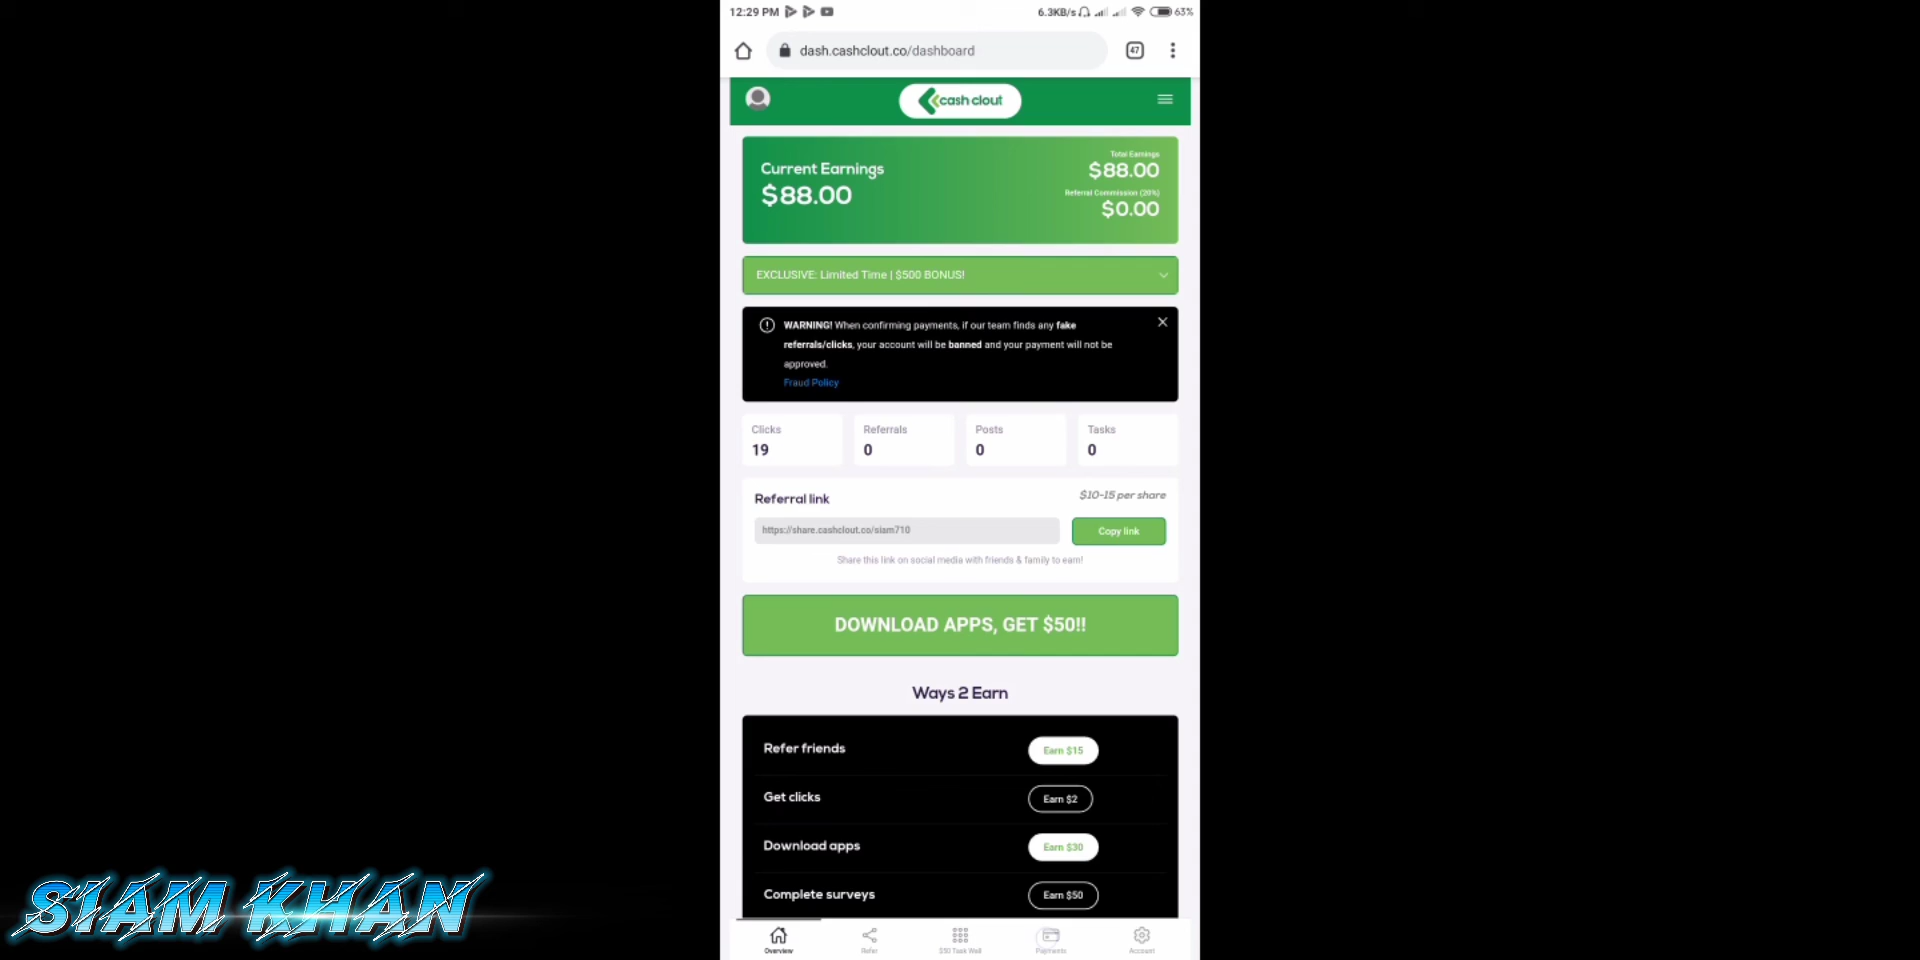 12:29 PM
6.3KB/s
63%
dash.cashclout.co/dashboard
47
cash clout
Current Earnings
$88.00
Total Earnings
$88.00
Referral Commission (20%)
$0.00
EXCLUSIVE: Limited Time | $500 BONUS!
WARNING! When confirming payments, if our team finds any fake
referrals/clicks, your account will be banned and your payment will not be
approved.
Fraud Policy
Clicks
19
Referrals
0
Posts
0
Tasks
0
Referral link
$10-15 per share
https://share.cashclout.co/siam710
Copy link
Share this link on social media with friends & family to earn!
DOWNLOAD APPS, GET $50!!
Ways 2 Earn
Refer friends
Earn $15
Get clicks
Earn $2
Download apps
Earn $30
Complete surveys
Earn $50
Overview
Refer
$50 Task Wall
Payments
Account
SIAM KHAN